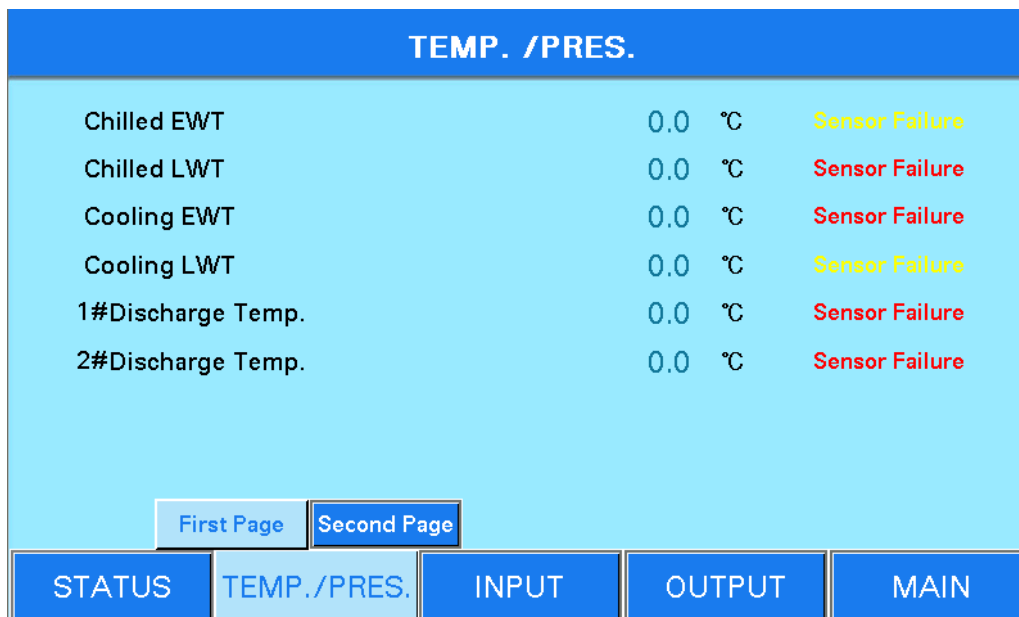 TEMP. /PRES.
Chilled EWT 0.0 ℃ Sensor Failure
Chilled LWT 0.0 ℃ Sensor Failure
Cooling EWT 0.0 ℃ Sensor Failure
Cooling LWT 0.0 ℃ Sensor Failure
1#Discharge Temp. 0.0 ℃ Sensor Failure
2#Discharge Temp. 0.0 ℃ Sensor Failure
First Page Second Page
STATUS TEMP./PRES. INPUT OUTPUT MAIN